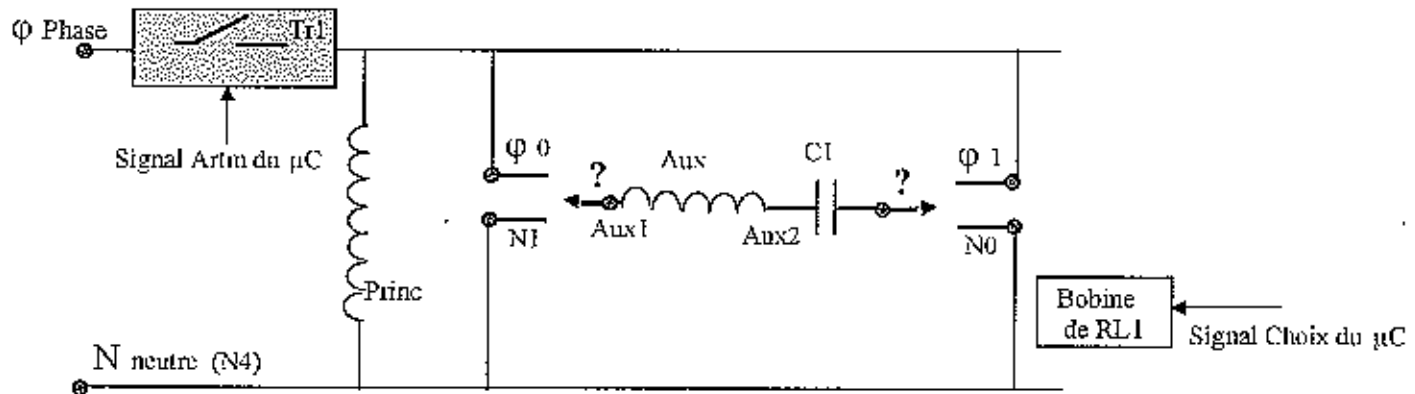 φ Phase
Tr1
Signal Artm du µC
φ 0
?
Aux
C1
?
φ 1
N1
Aux1
Aux2
N0
Princ
Bobine
de RL1
Signal Choix du µC
N neutre (N4)